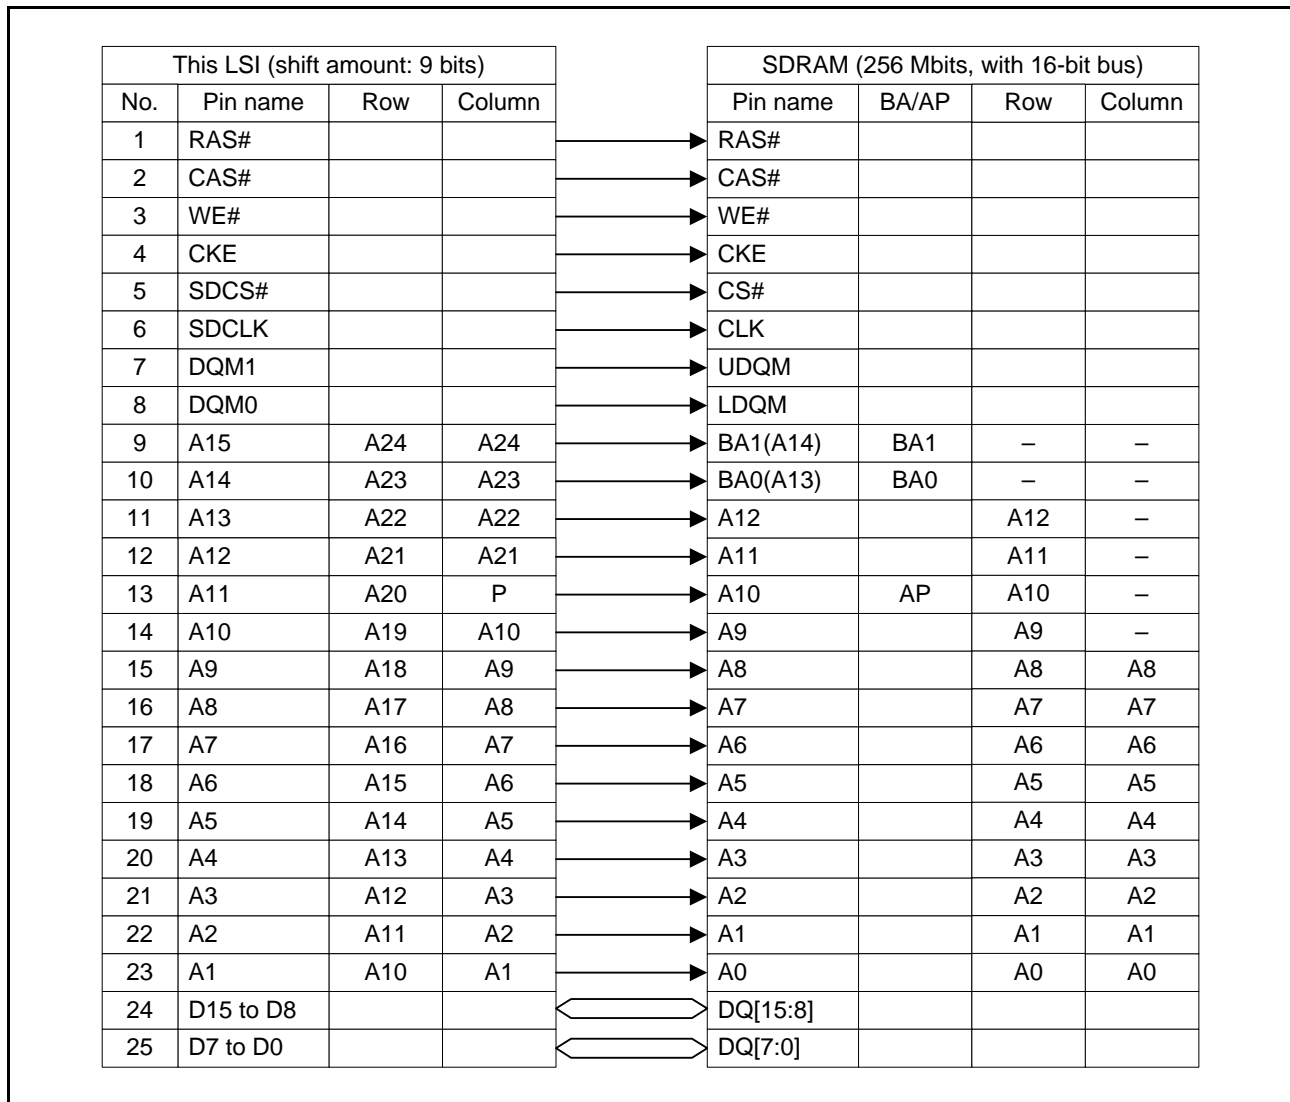 This LSI (shift amount: 9 bits) SDRAM (256 Mbits, with 16-bit bus)
No. Pin name Row Column Pin name BA/AP Row Column
1 RAS# RAS#
2 CAS# CAS#
3 WE# WE#
4 CKE CKE
5 SDCS# CS#
6 SDCLK CLK
7 DQM1 UDQM
8 DQM0 LDQM
9 A15 A24 A24 BA1(A14) BA1 – –
10 A14 A23 A23 BA0(A13) BA0 – –
11 A13 A22 A22 A12 A12 –
12 A12 A21 A21 A11 A11 –
13 A11 A20 P A10 AP A10 –
14 A10 A19 A10 A9 A9 –
15 A9 A18 A9 A8 A8 A8
16 A8 A17 A8 A7 A7 A7
17 A7 A16 A7 A6 A6 A6
18 A6 A15 A6 A5 A5 A5
19 A5 A14 A5 A4 A4 A4
20 A4 A13 A4 A3 A3 A3
21 A3 A12 A3 A2 A2 A2
22 A2 A11 A2 A1 A1 A1
23 A1 A10 A1 A0 A0 A0
24 D15 to D8 DQ[15:8]
25 D7 to D0 DQ[7:0]